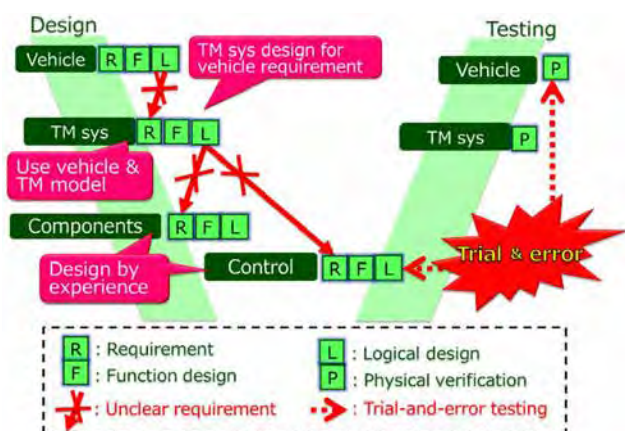 Design
Testing
Vehicle R F L
TM sys design for
vehicle requirement
Vehicle P
TM sys R F L
TM sys P
Use vehicle &
TM model
Components R F L
Trial & error
Design by
experience
Control R F L
R : Requirement
L : Logical design
F : Function design
P : Physical verification
: Unclear requirement
: Trial-and-error testing